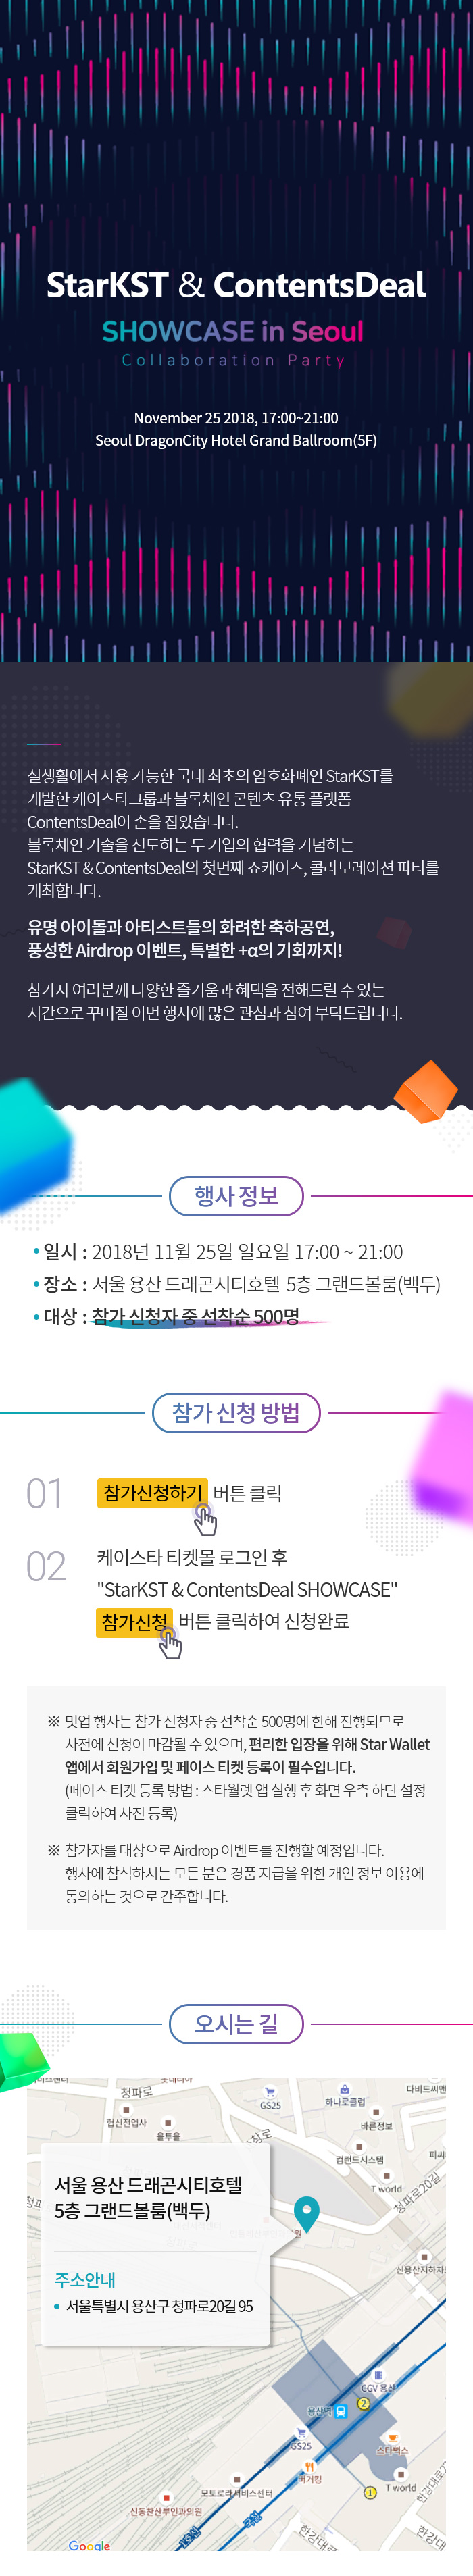 StarKST & ContentsDeal
SHOWCASE in Seoul
Collaboration Party
November 25 2018, 17:00~21:00
Seoul DragonCity Hotel Grand Ballroom(5F)
실생활에서 사용 가능한 국내 최초의 암호화폐인 StarKST를
개발한 케이스타그룹과 블록체인 콘텐츠 유통 플랫폼
ContentsDeal이 손을 잡았습니다.
블록체인 기술을 선도하는 두 기업의 협력을 기념하는
StarKST & ContentsDeal의 첫번째 쇼케이스, 콜라보레이션 파티를
개최합니다.
유명 아이돌과 아티스트들의 화려한 축하공연,
풍성한 Airdrop 이벤트, 특별한 +α의 기회까지!
참가자 여러분께 다양한 즐거움과 혜택을 전해드릴 수 있는
시간으로 꾸며질 이번 행사에 많은 관심과 참여 부탁드립니다.
행사 정보
• 일시 : 2018년 11월 25일 일요일 17:00 ~ 21:00
• 장소 : 서울 용산 드래곤시티호텔 5층 그랜드볼룸(백두)
• 대상 : 참가 신청자 중 선착순 500명
참가 신청 방법
01 참가신청하기 버튼 클릭
02 케이스타 티켓몰 로그인 후
"StarKST & ContentsDeal SHOWCASE"
참가신청 버튼 클릭하여 신청완료
※ 밋업 행사는 참가 신청자 중 선착순 500명에 한해 진행되므로
사전에 신청이 마감될 수 있으며, 편리한 입장을 위해 Star Wallet
앱에서 회원가입 및 페이스 티켓 등록이 필수입니다.
(페이스 티켓 등록 방법 : 스타월렛 앱 실행 후 화면 우측 하단 설정
클릭하여 사진 등록)
※ 참가자를 대상으로 Airdrop 이벤트를 진행할 예정입니다.
행사에 참석하시는 모든 분은 경품 지급을 위한 개인 정보 이용에
동의하는 것으로 간주합니다.
오시는 길
청파로
GS25
하나로클럽
다비드씨앤
협신전업사
바른정보
올투올
컴랜드시스템
피씨
T world
청파로20길
서울 용산 드래곤시티호텔
5층 그랜드볼룸(백두)
주소안내
• 서울특별시 용산구 청파로20길 95
신용산지하차
CGV 용산
2
용산역
GS25
스타벅스
버거킹
T world
모토로라서비스센터
1
신동찬산부인과의원
한강대로
한강대로
Google